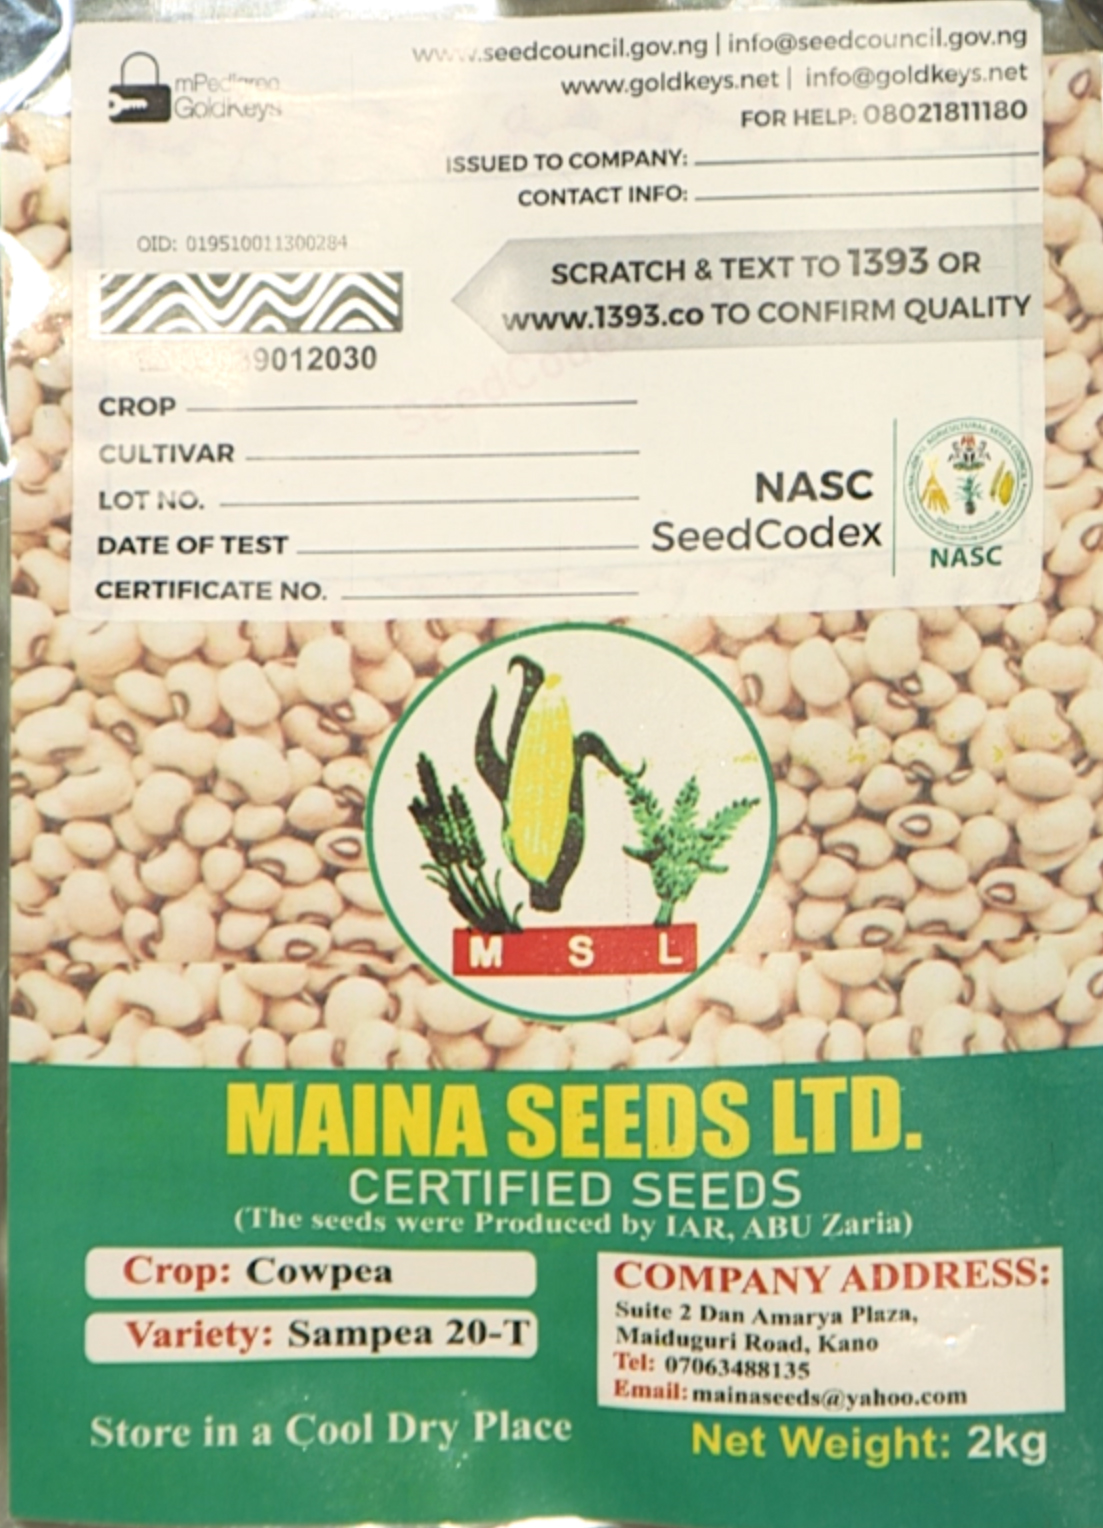 mPedigree
GoldKeys
www.seedcouncil.gov.ng | info@seedcouncil.gov.ng
www.goldkeys.net | info@goldkeys.net
FOR HELP: 08021811180
ISSUED TO COMPANY:
CONTACT INFO:
OID: 019510011300284
SCRATCH & TEXT TO 1393 OR
www.1393.co TO CONFIRM QUALITY
9012030
SeedCodex
CROP
CULTIVAR
LOT NO.
DATE OF TEST
CERTIFICATE NO.
NASC
SeedCodex
NASC
M S L
MAINA SEEDS LTD.
CERTIFIED SEEDS
(The seeds were Produced by IAR, ABU Zaria)
Crop: Cowpea
Variety: Sampea 20-T
COMPANY ADDRESS:
Suite 2 Dan Amarya Plaza,
Maiduguri Road, Kano
Tel: 07063488135
Email: mainaseeds@yahoo.com
Store in a Cool Dry Place
Net Weight: 2kg